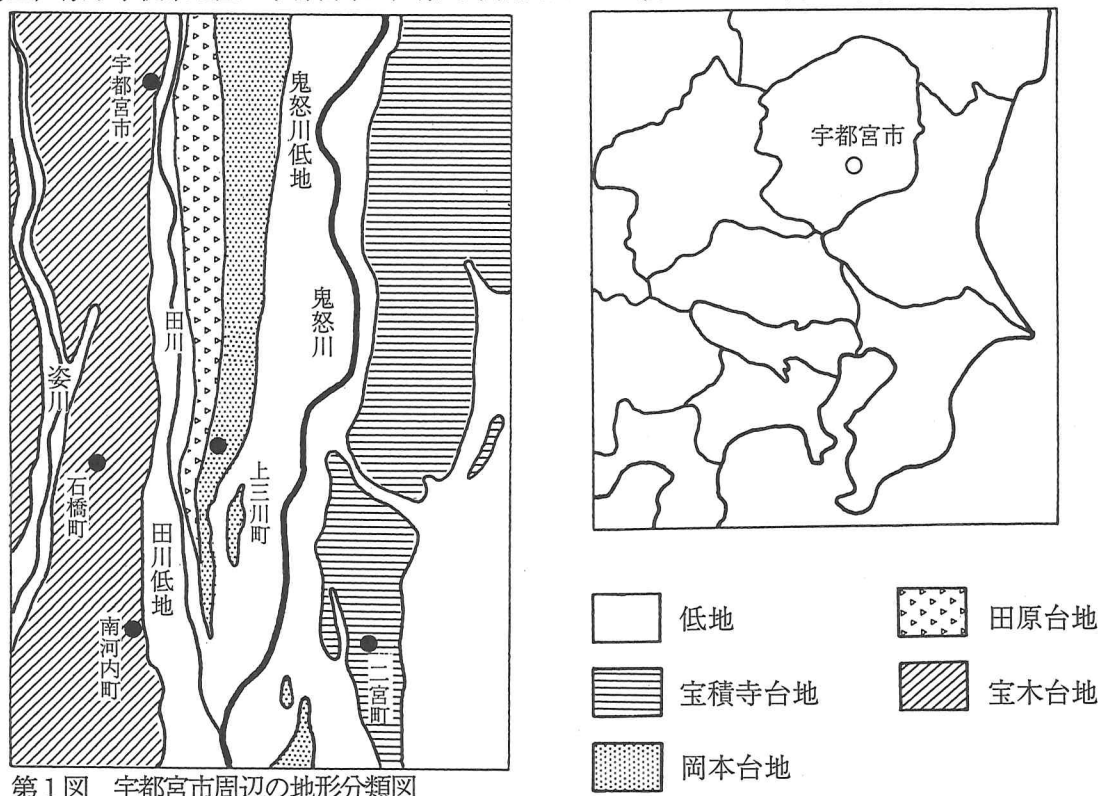 宇都宮市
鬼怒川低地
鬼怒川
田川
姿川
石橋町
上三川町
田川低地
南河内町
二宮町
宇都宮市
低地
田原台地
宝積寺台地
宝木台地
岡本台地
第1図 宇都宮市周辺の地形分類図